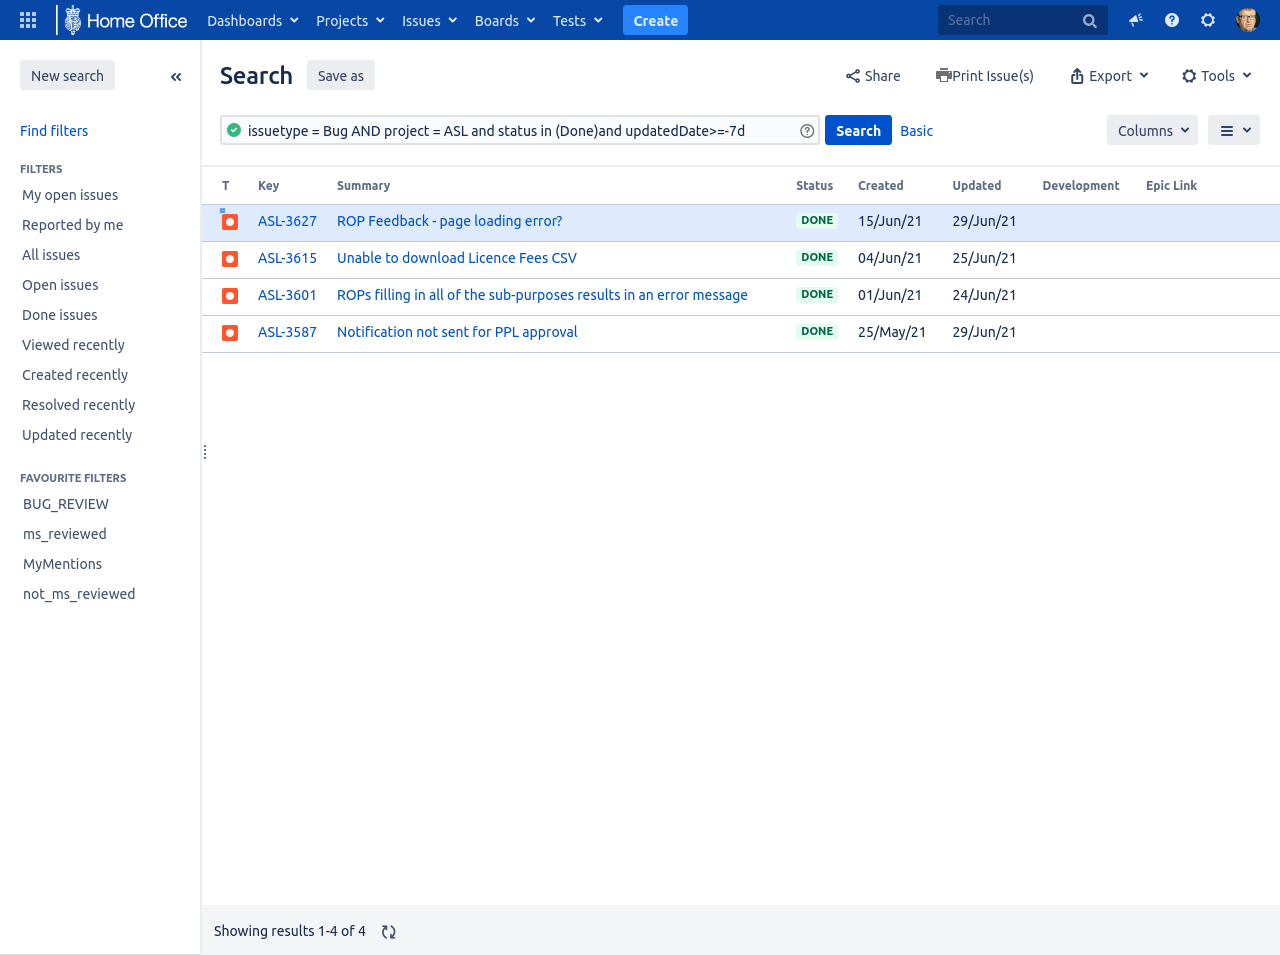 Home Office Dashboards Projects Issues Boards Tests Create Search
New search
Search Save as Share Print Issue(s) Export Tools
issuetype = Bug AND project = ASL and status in (Done)and updatedDate>=-7d Search Basic Columns
Find filters
FILTERS
My open issues
Reported by me
All issues
Open issues
Done issues
Viewed recently
Created recently
Resolved recently
Updated recently
FAVOURITE FILTERS
BUG_REVIEW
ms_reviewed
MyMentions
not_ms_reviewed
T Key Summary Status Created Updated Development Epic Link
ASL-3627 ROP Feedback - page loading error? DONE 15/Jun/21 29/Jun/21
ASL-3615 Unable to download Licence Fees CSV DONE 04/Jun/21 25/Jun/21
ASL-3601 ROPs filling in all of the sub-purposes results in an error message DONE 01/Jun/21 24/Jun/21
ASL-3587 Notification not sent for PPL approval DONE 25/May/21 29/Jun/21
Showing results 1-4 of 4